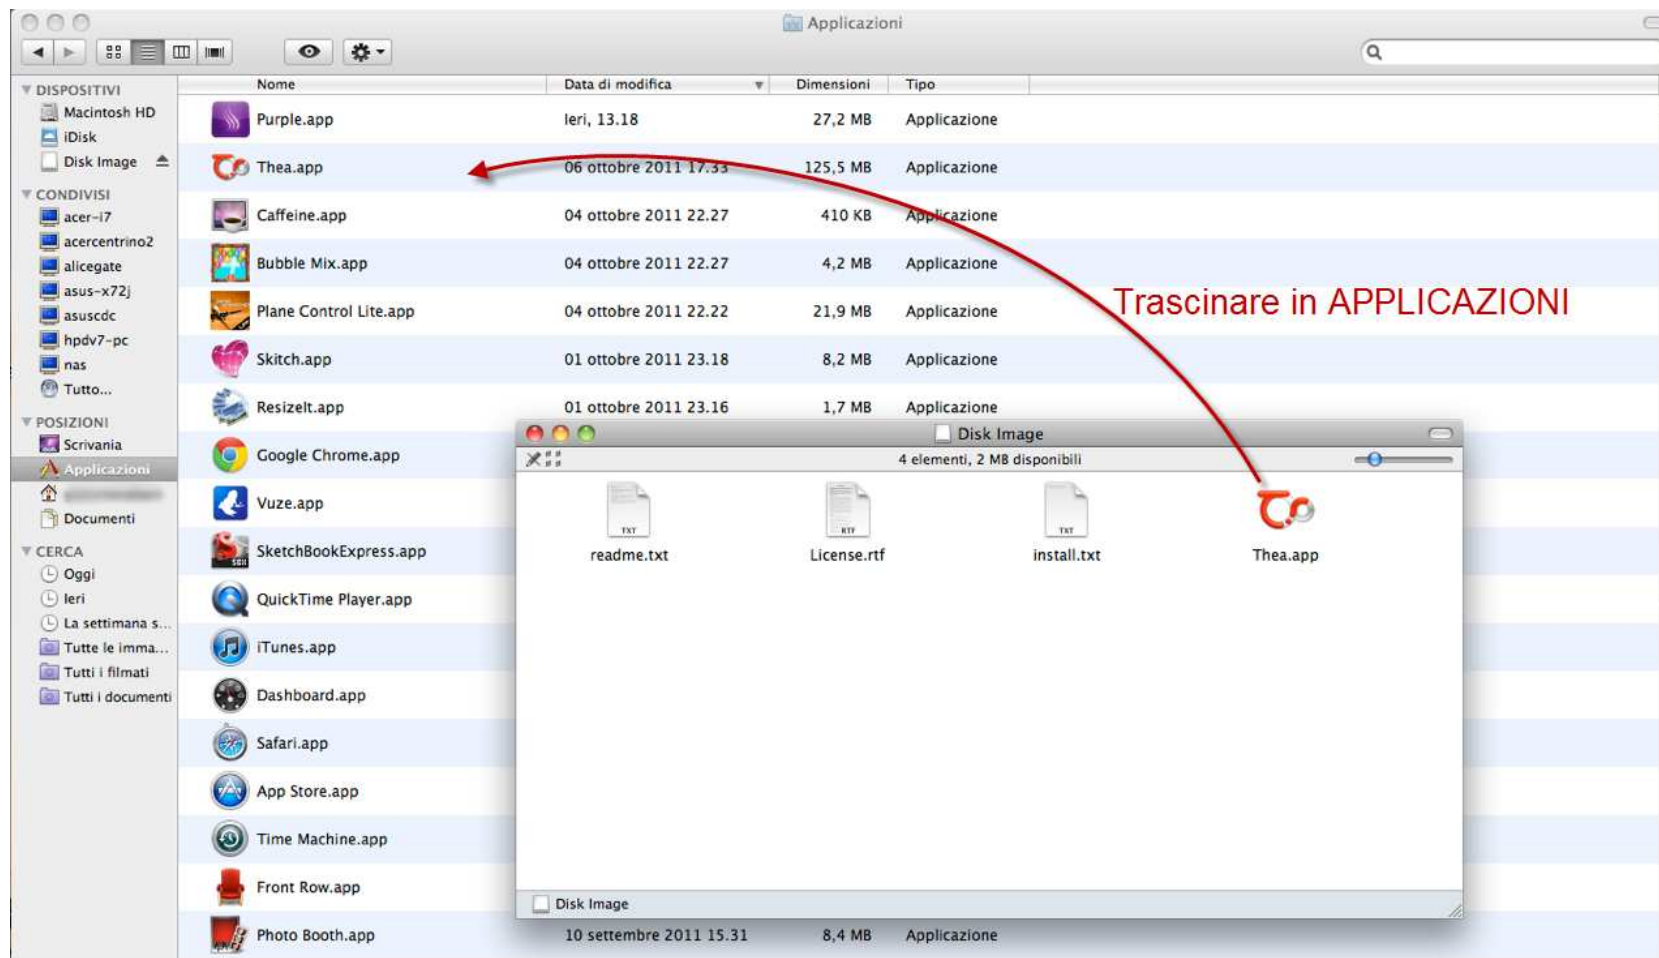 Applicazioni
Nome Data di modifica Dimensioni Tipo
DISPOSITIVI
Macintosh HD
iDisk
Disk Image
CONDIVISI
acer-i7
acercentrino2
alicegate
asus-x72j
asuscdc
hpdv7-pc
nas
Tutto...
POSIZIONI
Scrivania
Applicazioni
Documenti
CERCA
Oggi
Ieri
La settimana s...
Tutte le imma...
Tutti i filmati
Tutti i documenti
Purple.app Ieri, 13.18 27,2 MB Applicazione
Thea.app 06 ottobre 2011 17.33 125,5 MB Applicazione
Caffeine.app 04 ottobre 2011 22.27 410 KB Applicazione
Bubble Mix.app 04 ottobre 2011 22.27 4,2 MB Applicazione
Plane Control Lite.app 04 ottobre 2011 22.22 21,9 MB Applicazione
Skitch.app 01 ottobre 2011 23.18 8,2 MB Applicazione
ResizeIt.app 01 ottobre 2011 23.16 1,7 MB Applicazione
Google Chrome.app
Vuze.app
SketchBookExpress.app
QuickTime Player.app
iTunes.app
Dashboard.app
Safari.app
App Store.app
Time Machine.app
Front Row.app
Photo Booth.app 10 settembre 2011 15.31 8,4 MB Applicazione
Trascinare in APPLICAZIONI
Disk Image
4 elementi, 2 MB disponibili
TXT RTF TXT
readme.txt License.rtf install.txt Thea.app
Disk Image